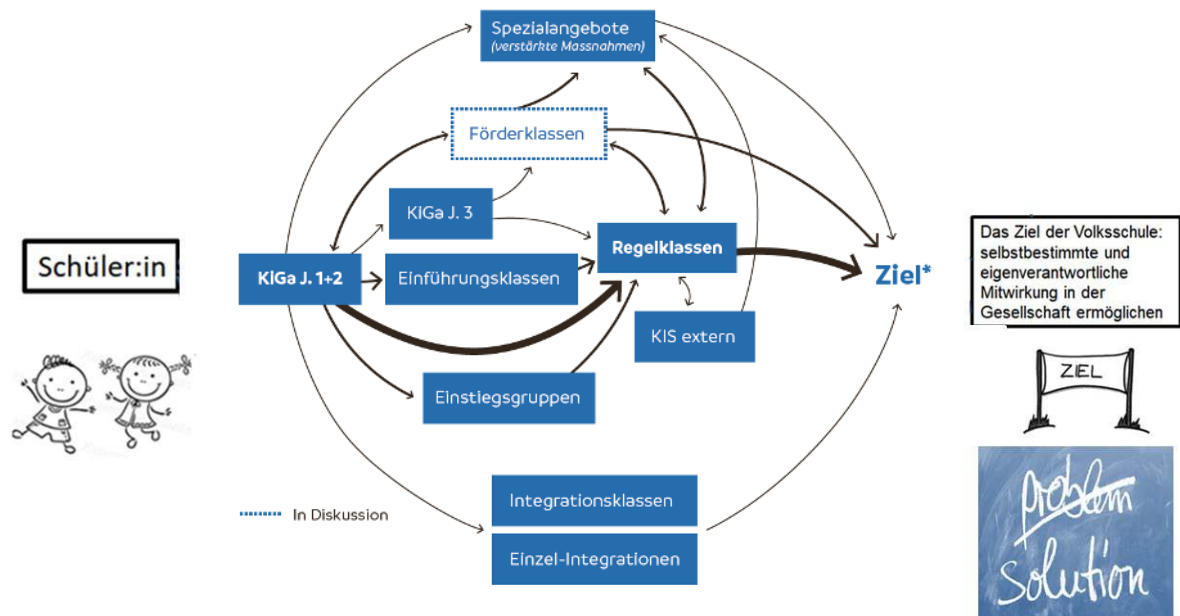 Spezialangebote
(verstärkte Massnahmen)
Förderklassen
KIGa J. 3
Schüler:in
KIGa J. 1+2
Einführungsklassen
Regelklassen
Ziel*
Das Ziel der Volksschule:
selbstbestimmte und
eigenverantwortliche
Mitwirkung in der
Gesellschaft ermöglichen
KIS extern
Einstiegsgruppen
ZIEL
Integrationsklassen
In Diskussion
Einzel-Integrationen
problem
solution